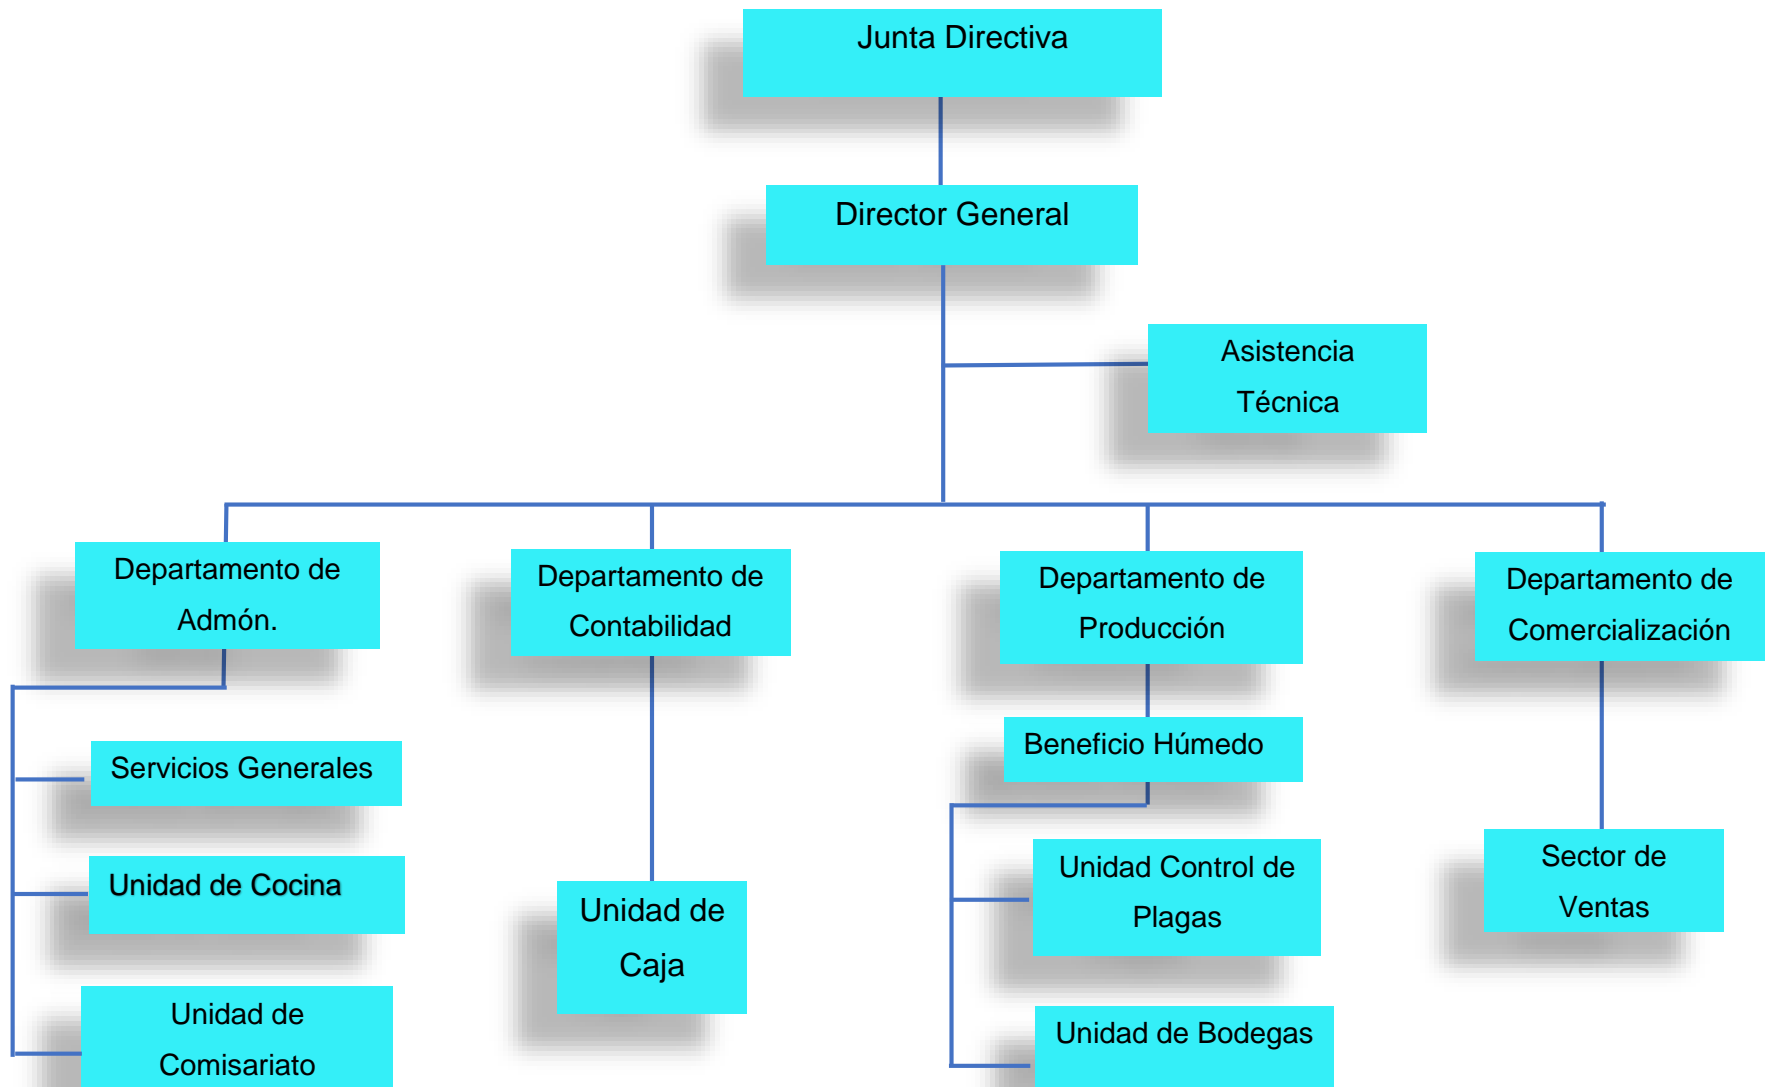 Junta Directiva
Director General
Asistencia
Técnica
Departamento de
Admón.
Departamento de
Contabilidad
Departamento de
Producción
Departamento de
Comercialización
Servicios Generales
Unidad de Cocina
Unidad de
Comisariato
Unidad de
Caja
Beneficio Húmedo
Unidad Control de
Plagas
Unidad de Bodegas
Sector de
Ventas